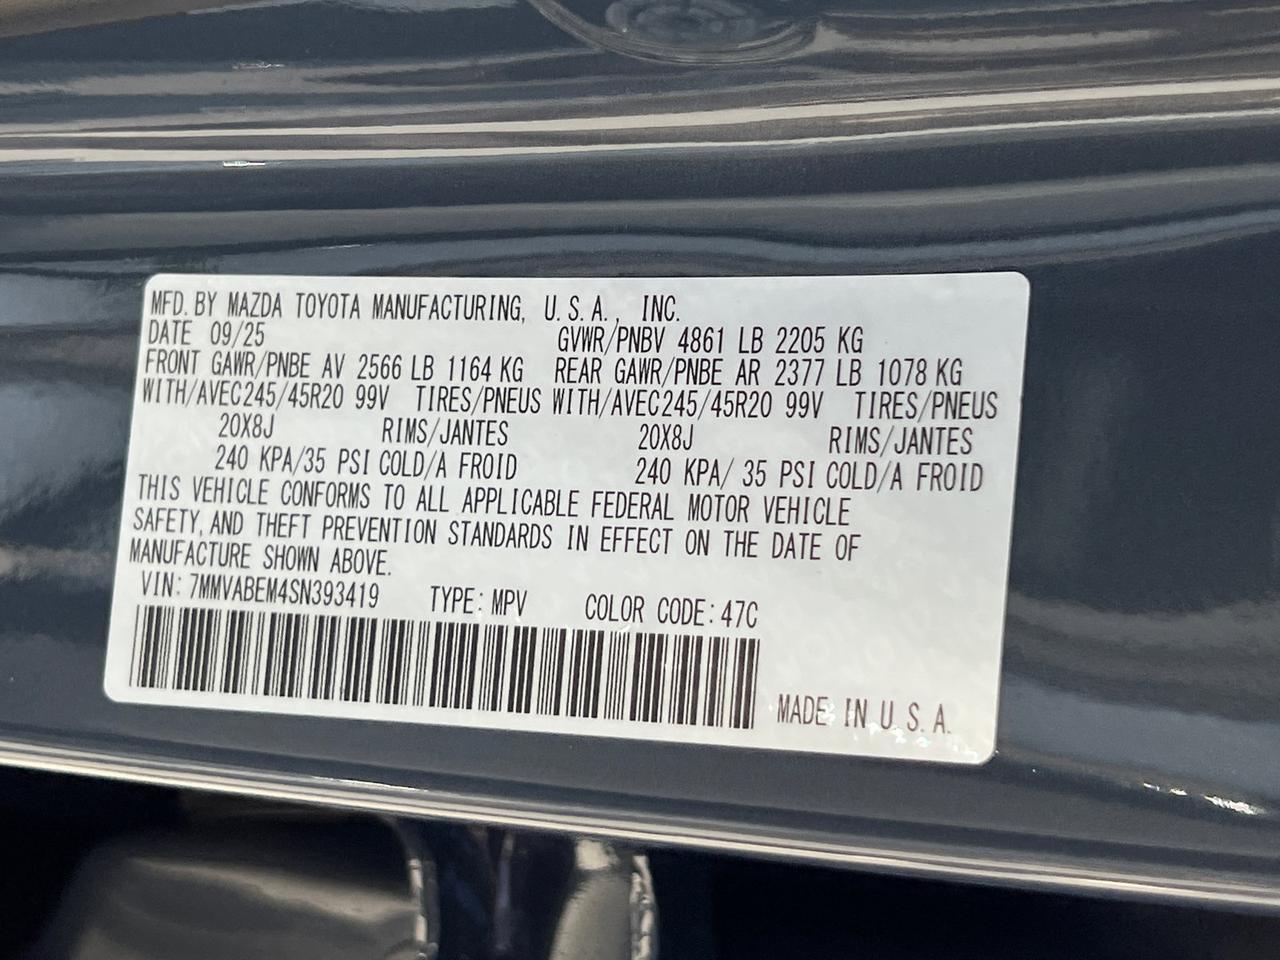 MFD. BY MAZDA TOYOTA MANUFACTURING, U.S.A., INC.
DATE 09/25 GVWR/PNBV 4861 LB 2205 KG
FRONT GAWR/PNBE AV 2566 LB 1164 KG REAR GAWR/PNBE AR 2377 LB 1078 KG
WITH/AVEC245/45R20 99V TIRES/PNEUS WITH/AVEC245/45R20 99V TIRES/PNEUS
20X8J RIMS/JANTES 20X8J RIMS/JANTES
240 KPA/35 PSI COLD/A FROID 240 KPA/ 35 PSI COLD/A FROID
THIS VEHICLE CONFORMS TO ALL APPLICABLE FEDERAL MOTOR VEHICLE
SAFETY, AND THEFT PREVENTION STANDARDS IN EFFECT ON THE DATE OF
MANUFACTURE SHOWN ABOVE.
VIN: 7MMVABEM4SN393419 TYPE: MPV COLOR CODE: 47C
MADE IN U.S.A.